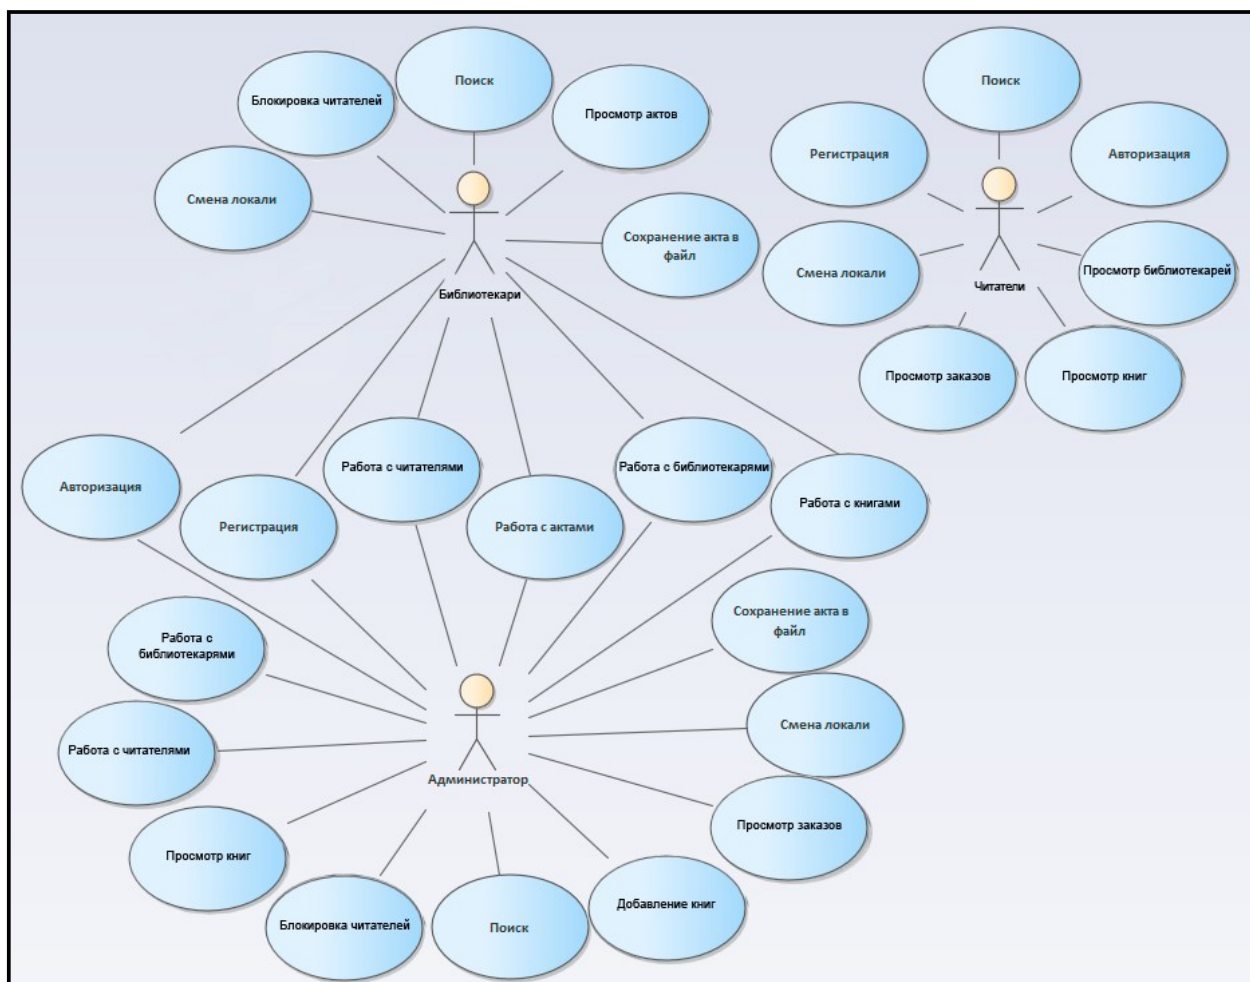 Поиск
Блокировка читателей
Просмотр актов
Смена локали
Сохранение акта в
файл
Библиотекари
Поиск
Регистрация
Авторизация
Смена локали
Просмотр библиотекарей
Читатели
Просмотр заказов
Просмотр книг
Авторизация
Регистрация
Работа с читателями
Работа с актами
Работа с библиотекарями
Работа с книгами
Сохранение акта в
файл
Работа с
библиотекарями
Смена локали
Работа с читателями
Администратор
Просмотр заказов
Просмотр книг
Блокировка читателей
Поиск
Добавление книг